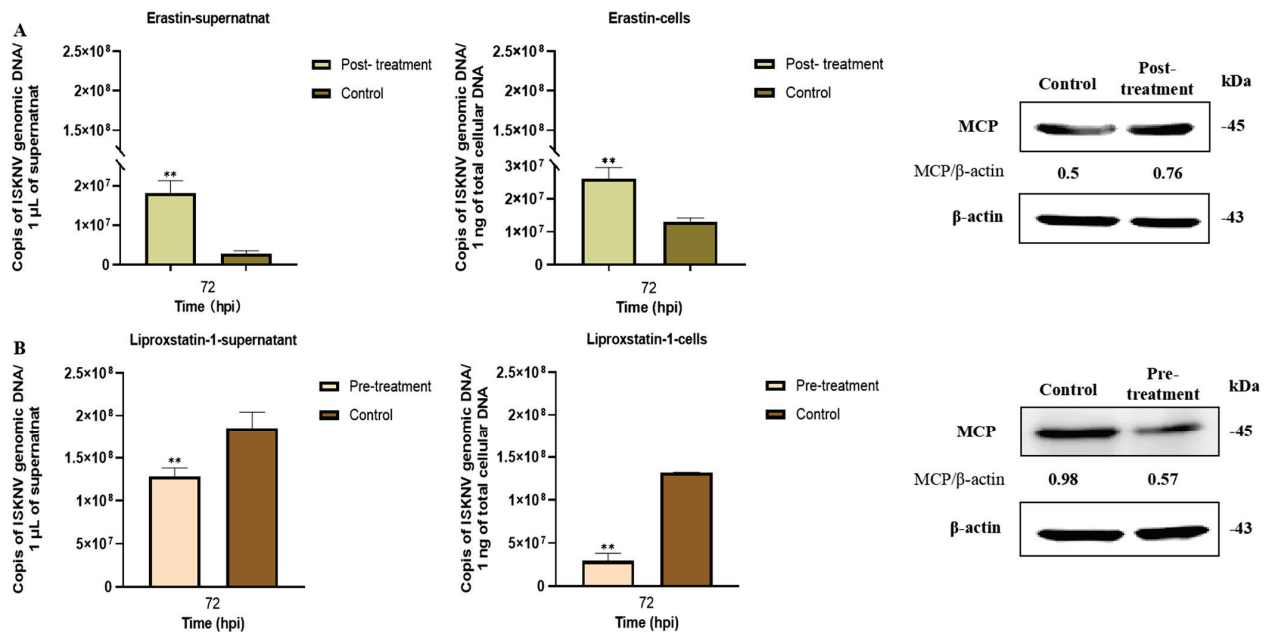 A
Erastin-supernatnat
Copis of ISKNV genomic DNA/
1 µL of supernatnat
2.5×10⁸
2×10⁸
1.5×10⁸
2×10⁷
1×10⁷
0
**
72
Time (hpi)
Post- treatment
Control
Erastin-cells
Copis of ISKNV genomic DNA/
1 ng of total cellular DNA
2.5×10⁸
2×10⁸
1.5×10⁸
3×10⁷
2×10⁷
1×10⁷
0
**
72
Time (hpi)
Post- treatment
Control
Control
Post-
treatment
kDa
MCP
-45
MCP/β-actin
0.5
0.76
β-actin
-43
B
Liproxstatin-1-supernatant
Copis of ISKNV genomic DNA/
1 µL of supernatnat
2.5×10⁸
2×10⁸
1.5×10⁸
1×10⁸
5×10⁷
0
**
72
Time (hpi)
Pre-treatment
Control
Liproxstatin-1-cells
Copis of ISKNV genomic DNA/
1 ng of total cellular DNA
2.5×10⁸
2×10⁸
1.5×10⁸
1×10⁸
5×10⁷
0
**
72
Time (hpi)
Pre-treatment
Control
Control
Pre-
treatment
kDa
MCP
-45
MCP/β-actin
0.98
0.57
β-actin
-43